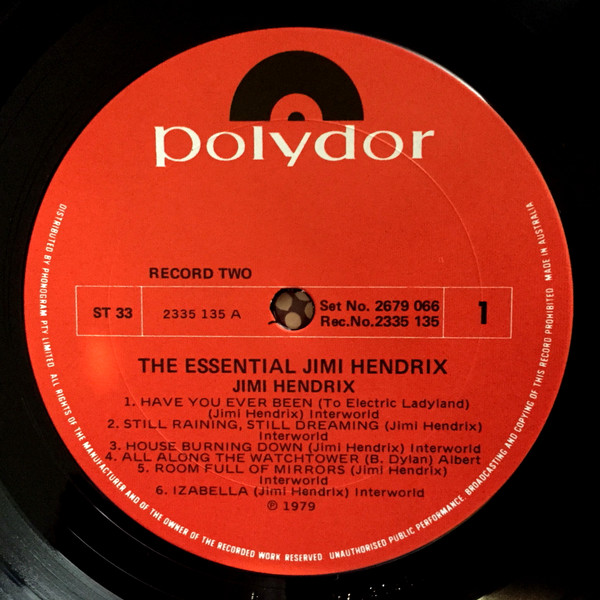 polydor
RECORD TWO
ST 33
2335 135 A
Set No. 2679 066
Rec.No.2335 135
1
THE ESSENTIAL JIMI HENDRIX
JIMI HENDRIX
1. HAVE YOU EVER BEEN (To Electric Ladyland)
(Jimi Hendrix) Interworld
2. STILL RAINING, STILL DREAMING (Jimi Hendrix)
Interworld
3. HOUSE BURNING DOWN (Jimi Hendrix) Interworld
4. ALL ALONG THE WATCHTOWER (B. Dylan) Albert
5. ROOM FULL OF MIRRORS (Jimi Hendrix)
Interworld
6. IZABELLA (Jimi Hendrix) Interworld
℗ 1979
DISTRIBUTED BY PHONOGRAM PTY LIMITED. ALL RIGHTS OF THE MANUFACTURER AND OF THE OWNER OF THE RECORDED WORK RESERVED. UNAUTHORISED PUBLIC PERFORMANCE, BROADCASTING AND COPYING OF THIS RECORD PROHIBITED. MADE IN AUSTRALIA